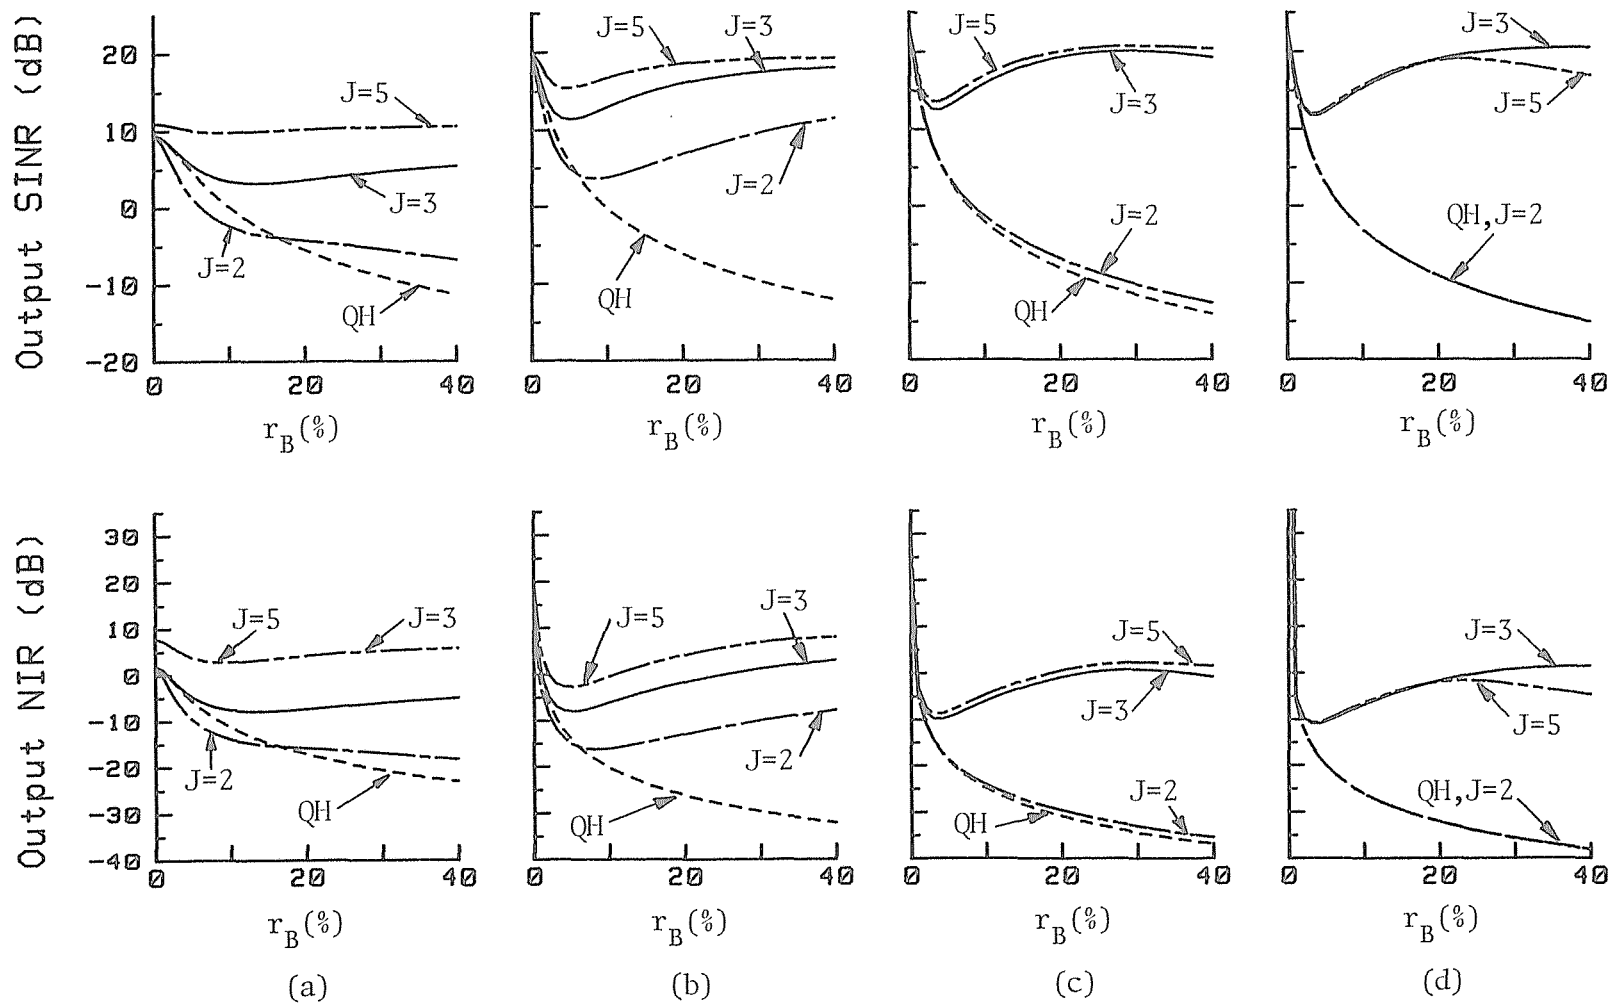 Output SINR (dB)
20
10
0
-10
-20
0 20 40
r_B(%)
J=5
J=3
J=2
QH
J=5
J=3
J=2
QH
0 20 40
r_B(%)
J=5
J=3
J=2
QH
0 20 40
r_B(%)
J=3
J=5
QH,J=2
0 20 40
r_B(%)
Output NIR (dB)
30
20
10
0
-10
-20
-30
-40
J=5
J=3
J=2
QH
0 20 40
r_B(%)
(a)
J=5
J=3
J=2
QH
0 20 40
r_B(%)
(b)
J=5
J=3
J=2
QH
0 20 40
r_B(%)
(c)
J=3
J=5
QH,J=2
0 20 40
r_B(%)
(d)